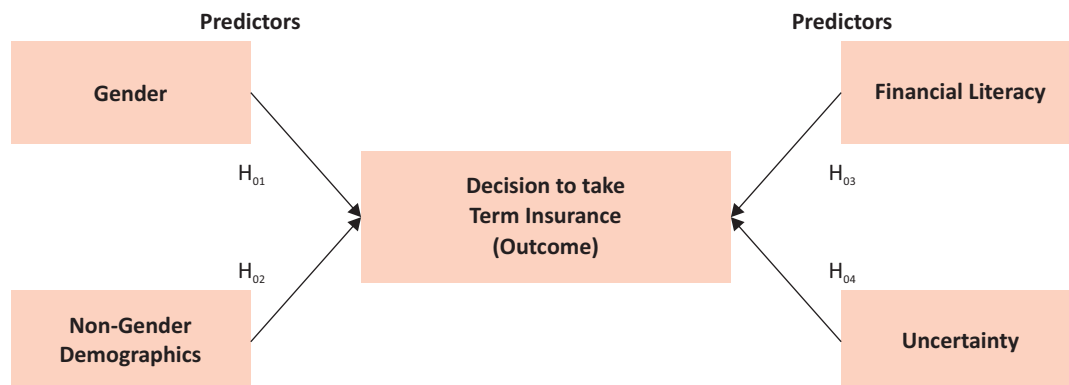 Predictors
Predictors
Gender
Financial Literacy
H₀₁
H₀₃
Decision to take
Term Insurance
(Outcome)
H₀₂
H₀₄
Non-Gender
Demographics
Uncertainty